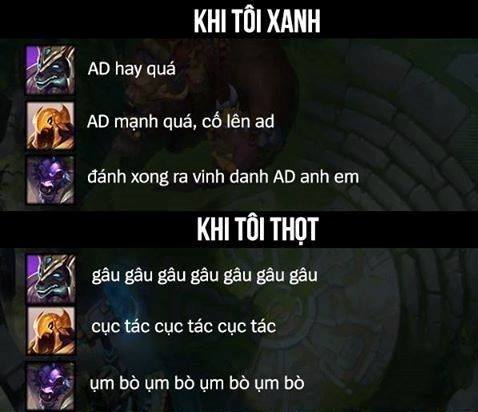 KHI TÔI XANH
AD hay quá
AD mạnh quá, cố lên ad
đánh xong ra vinh danh AD anh em
KHI TÔI THỌT
gâu gâu gâu gâu gâu gâu gâu
cục tác cục tác cục tác
ụm bò ụm bò ụm bò ụm bò